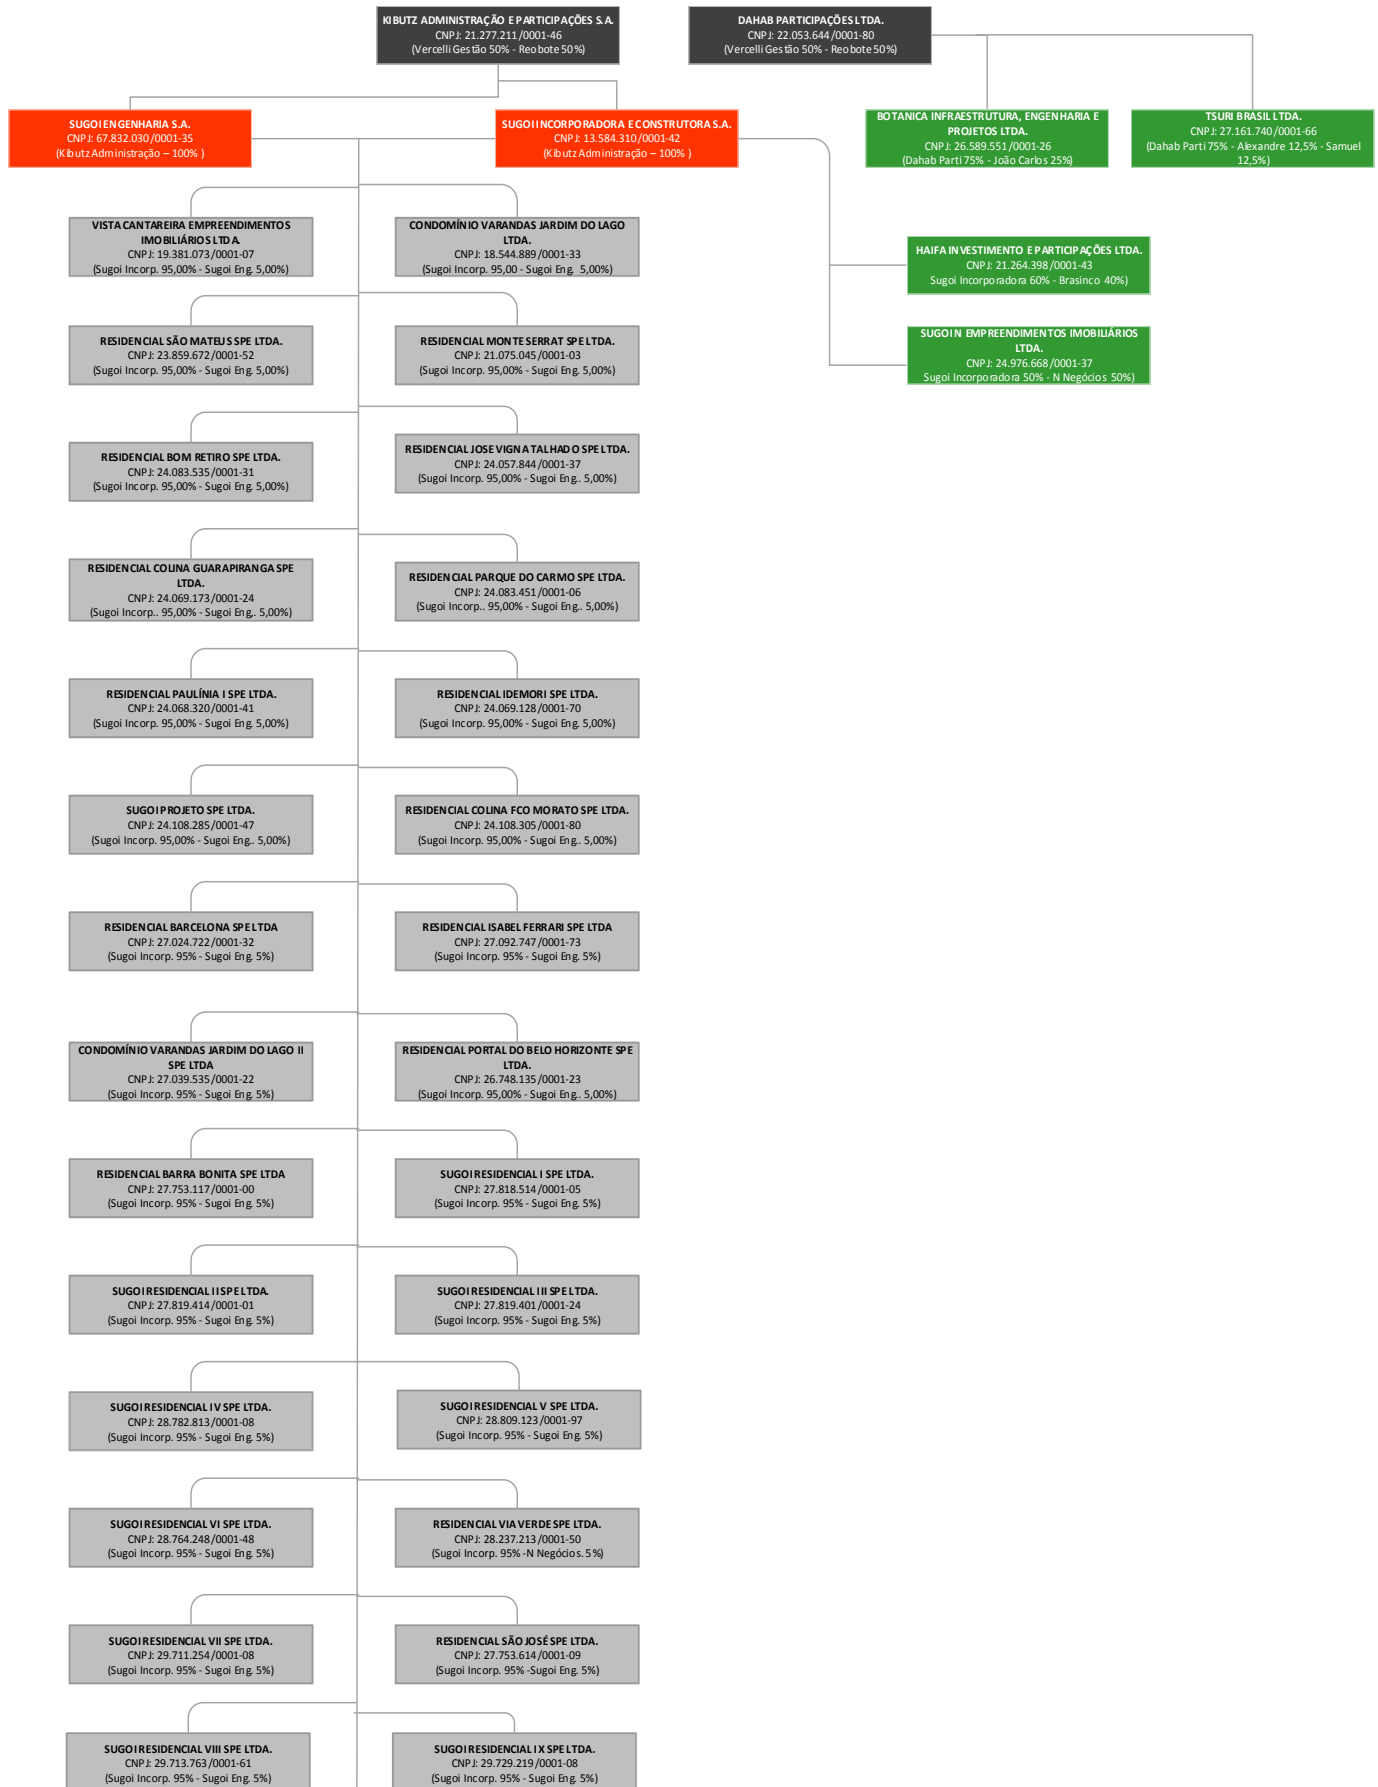 KIBUTZ ADMINISTRAÇÃO E PARTICIPAÇÕES S.A.
CNPJ: 21.277.211/0001-46
(Vercelli Gestão 50% - Reobote 50%)
DAHAB PARTICIPAÇÕES LTDA.
CNPJ: 22.053.644/0001-80
(Vercelli Gestão 50% - Reobote 50%)
SUGOI ENGENHARIA S.A.
CNPJ: 67.832.030/0001-35
(Kibutz Administração – 100% )
SUGOI INCORPORADORA E CONSTRUTORA S.A.
CNPJ: 13.584.310/0001-42
(Kibutz Administração – 100% )
BOTANICA INFRAESTRUTURA, ENGENHARIA E
PROJETOS LTDA.
CNPJ: 26.589.551/0001-26
(Dahab Parti 75% - João Carlos 25%)
TSURI BRASIL LTDA.
CNPJ: 27.161.740/0001-66
(Dahab Parti 75% - Alexandre 12,5% - Samuel
12,5%)
VISTA CANTAREIRA EMPREENDIMENTOS
IMOBILIÁRIOS LTDA.
CNPJ: 19.381.073/0001-07
(Sugoi Incorp. 95,00% - Sugoi Eng. 5,00%)
CONDOMÍNIO VARANDAS JARDIM DO LAGO
LTDA.
CNPJ: 18.544.889/0001-33
(Sugoi Incorp. 95,00 - Sugoi Eng. 5,00%)
HAIFA INVESTIMENTO E PARTICIPAÇÕES LTDA.
CNPJ: 21.264.398/0001-43
Sugoi Incorporadora 60% - Brasinco 40%)
RESIDENCIAL SÃO MATEUS SPE LTDA.
CNPJ: 23.859.672/0001-52
(Sugoi Incorp. 95,00% - Sugoi Eng. 5,00%)
RESIDENCIAL MONTE SERRAT SPE LTDA.
CNPJ: 21.075.045/0001-03
(Sugoi Incorp. 95,00% - Sugoi Eng. 5,00%)
SUGOI N EMPREENDIMENTOS IMOBILIÁRIOS
LTDA.
CNPJ: 24.976.668/0001-37
Sugoi Incorporadora 50% - N Negócios 50%)
RESIDENCIAL BOM RETIRO SPE LTDA.
CNPJ: 24.083.535/0001-31
(Sugoi Incorp. 95,00% - Sugoi Eng. 5,00%)
RESIDENCIAL JOSE VIGNA TALHADO SPE LTDA.
CNPJ: 24.057.844/0001-37
(Sugoi Incorp. 95,00% - Sugoi Eng.. 5,00%)
RESIDENCIAL COLINA GUARAPIRANGA SPE
LTDA.
CNPJ: 24.069.173/0001-24
(Sugoi Incorp.. 95,00% - Sugoi Eng,. 5,00%)
RESIDENCIAL PARQUE DO CARMO SPE LTDA.
CNPJ: 24.083.451/0001-06
(Sugoi Incorp.. 95,00% - Sugoi Eng.. 5,00%)
RESIDENCIAL PAULÍNIA I SPE LTDA.
CNPJ: 24.068.320/0001-41
(Sugoi Incorp. 95,00% - Sugoi Eng. 5,00%)
RESIDENCIAL IDEMORI SPE LTDA.
CNPJ: 24.069.128/0001-70
(Sugoi Incorp. 95,00% - Sugoi Eng. 5,00%)
SUGOI PROJETO SPE LTDA.
CNPJ: 24.108.285/0001-47
(Sugoi Incorp. 95,00% - Sugoi Eng.. 5,00%)
RESIDENCIAL COLINA FCO MORATO SPE LTDA.
CNPJ: 24.108.305/0001-80
(Sugoi Incorp. 95,00% - Sugoi Eng. 5,00%)
RESIDENCIAL BARCELONA SPE LTDA
CNPJ: 27.024.722/0001-32
(Sugoi Incorp. 95% - Sugoi Eng. 5%)
RESIDENCIAL ISABEL FERRARI SPE LTDA
CNPJ: 27.092.747/0001-73
(Sugoi Incorp. 95% - Sugoi Eng. 5%)
CONDOMÍNIO VARANDAS JARDIM DO LAGO II
SPE LTDA
CNPJ: 27.039.535/0001-22
(Sugoi Incorp. 95% - Sugoi Eng. 5%)
RESIDENCIAL PORTAL DO BELO HORIZONTE SPE
LTDA.
CNPJ: 26.748.135/0001-23
(Sugoi Incorp. 95,00% - Sugoi Eng.. 5,00%)
RESIDENCIAL BARRA BONITA SPE LTDA
CNPJ: 27.753.117/0001-00
(Sugoi Incorp. 95% - Sugoi Eng. 5%)
SUGOI RESIDENCIAL I SPE LTDA.
CNPJ: 27.818.514/0001-05
(Sugoi Incorp. 95% - Sugoi Eng. 5%)
SUGOI RESIDENCIAL II SPE LTDA.
CNPJ: 27.819.414/0001-01
(Sugoi Incorp. 95% - Sugoi Eng. 5%)
SUGOI RESIDENCIAL III SPE LTDA.
CNPJ: 27.819.401/0001-24
(Sugoi Incorp. 95% - Sugoi Eng. 5%)
SUGOI RESIDENCIAL IV SPE LTDA.
CNPJ: 28.782.813/0001-08
(Sugoi Incorp. 95% - Sugoi Eng. 5%)
SUGOI RESIDENCIAL V SPE LTDA.
CNPJ: 28.809.123/0001-97
(Sugoi Incorp. 95% - Sugoi Eng. 5%)
SUGOI RESIDENCIAL VI SPE LTDA.
CNPJ: 28.764.248/0001-48
(Sugoi Incorp. 95% - Sugoi Eng. 5%)
RESIDENCIAL VIA VERDE SPE LTDA.
CNPJ: 28.237.213/0001-50
(Sugoi Incorp. 95% -N Negócios. 5%)
SUGOI RESIDENCIAL VII SPE LTDA.
CNPJ: 29.711.254/0001-08
(Sugoi Incorp. 95% - Sugoi Eng. 5%)
RESIDENCIAL SÃO JOSÉ SPE LTDA.
CNPJ: 27.753.614/0001-09
(Sugoi Incorp. 95% -Sugoi Eng. 5%)
SUGOI RESIDENCIAL VIII SPE LTDA.
CNPJ: 29.713.763/0001-61
(Sugoi Incorp. 95% - Sugoi Eng. 5%)
SUGOI RESIDENCIAL IX SPE LTDA.
CNPJ: 29.729.219/0001-08
(Sugoi Incorp. 95% - Sugoi Eng. 5%)